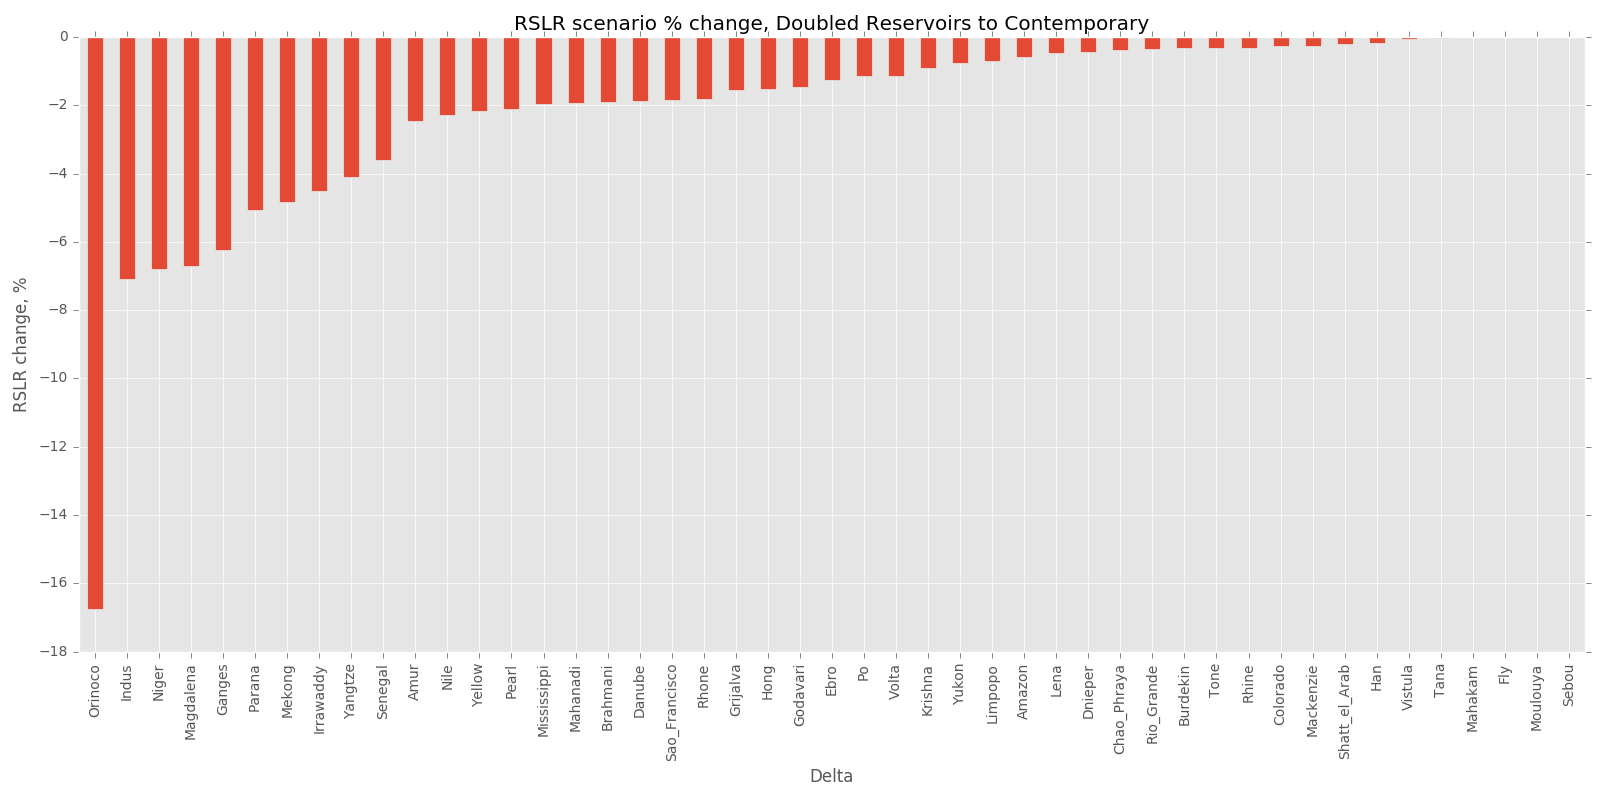 RSLR scenario % change, Doubled Reservoirs to Contemporary
RSLR change, %
0
−2
−4
−6
−8
−10
−12
−14
−16
−18
Orinoco
Indus
Niger
Magdalena
Ganges
Parana
Mekong
Irrawaddy
Yangtze
Senegal
Amur
Nile
Yellow
Pearl
Mississippi
Mahanadi
Brahmani
Danube
Sao_Francisco
Rhone
Grijalva
Hong
Godavari
Ebro
Po
Volta
Krishna
Yukon
Limpopo
Amazon
Lena
Dnieper
Chao_Phraya
Rio_Grande
Burdekin
Tone
Rhine
Colorado
Mackenzie
Shatt_el_Arab
Han
Vistula
Tana
Mahakam
Fly
Moulouya
Sebou
Delta